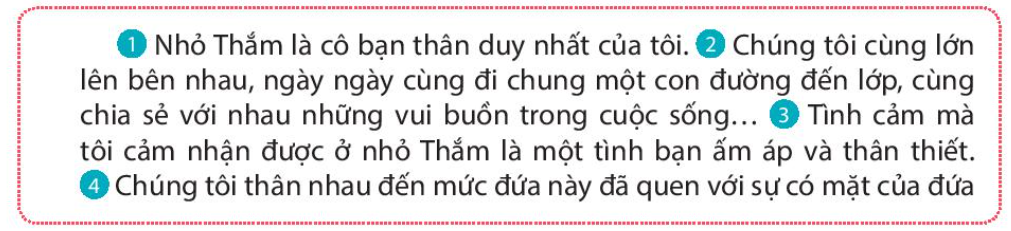 1 Nhỏ Thắm là cô bạn thân duy nhất của tôi. 2 Chúng tôi cùng lớn
lên bên nhau, ngày ngày cùng đi chung một con đường đến lớp, cùng
chia sẻ với nhau những vui buồn trong cuộc sống… 3 Tình cảm mà
tôi cảm nhận được ở nhỏ Thắm là một tình bạn ấm áp và thân thiết.
4 Chúng tôi thân nhau đến mức đứa này đã quen với sự có mặt của đứa